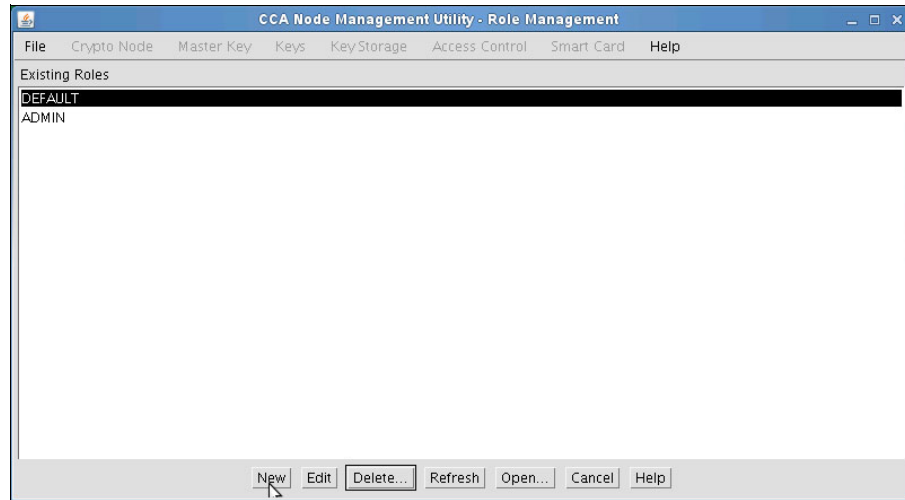 CCA Node Management Utility - Role Management
File Crypto Node Master Key Keys Key Storage Access Control Smart Card Help
Existing Roles
DEFAULT
ADMIN
New Edit Delete... Refresh Open... Cancel Help